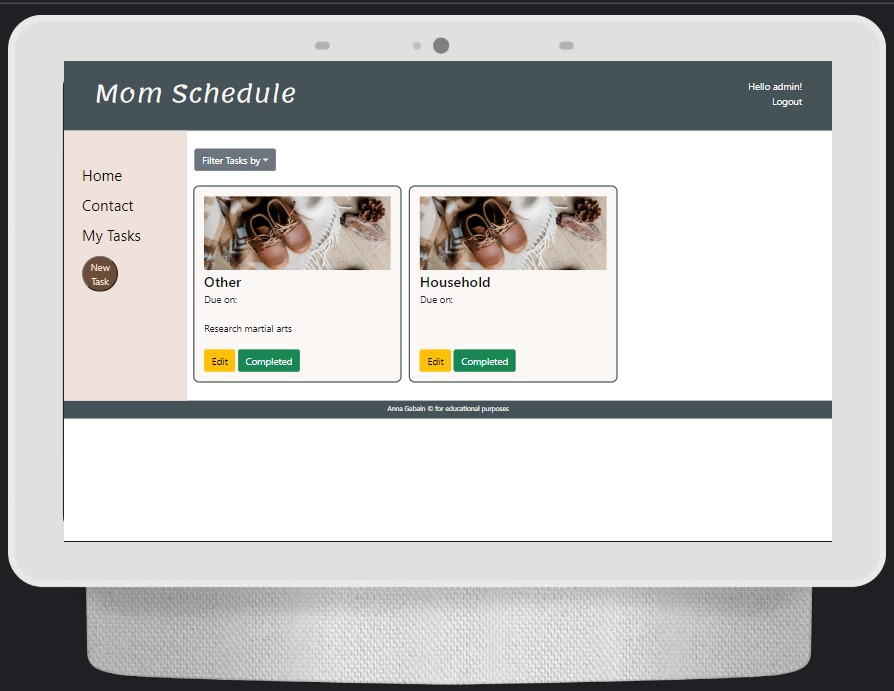 Mom Schedule
Hello admin!
Logout
Home
Contact
My Tasks
New
Task
Filter Tasks by
Other
Due on:
Research martial arts
Edit
Completed
Household
Due on:
Edit
Completed
Anna Gabain © for educational purposes